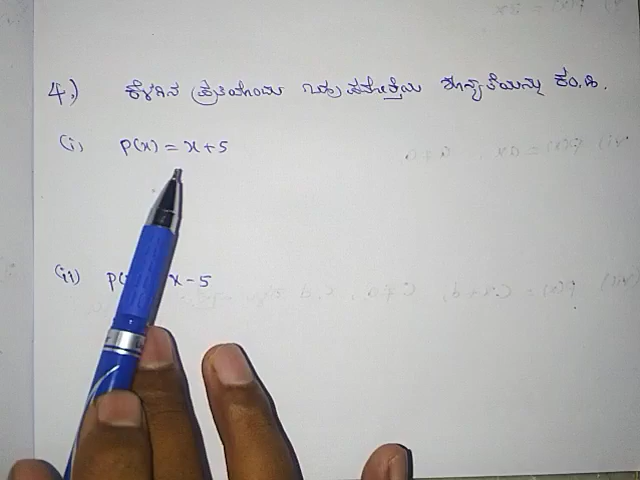 4.) ಕೆಳಗಿನ ಪ್ರತಿಯೊಂದು ಬಹುಪದೋಕ್ತಿಯ ಶೂನ್ಯತೆಯನ್ನು ಕಂ.ಹಿ.
(i) P(x) = x + 5
(ii) P( x - 5